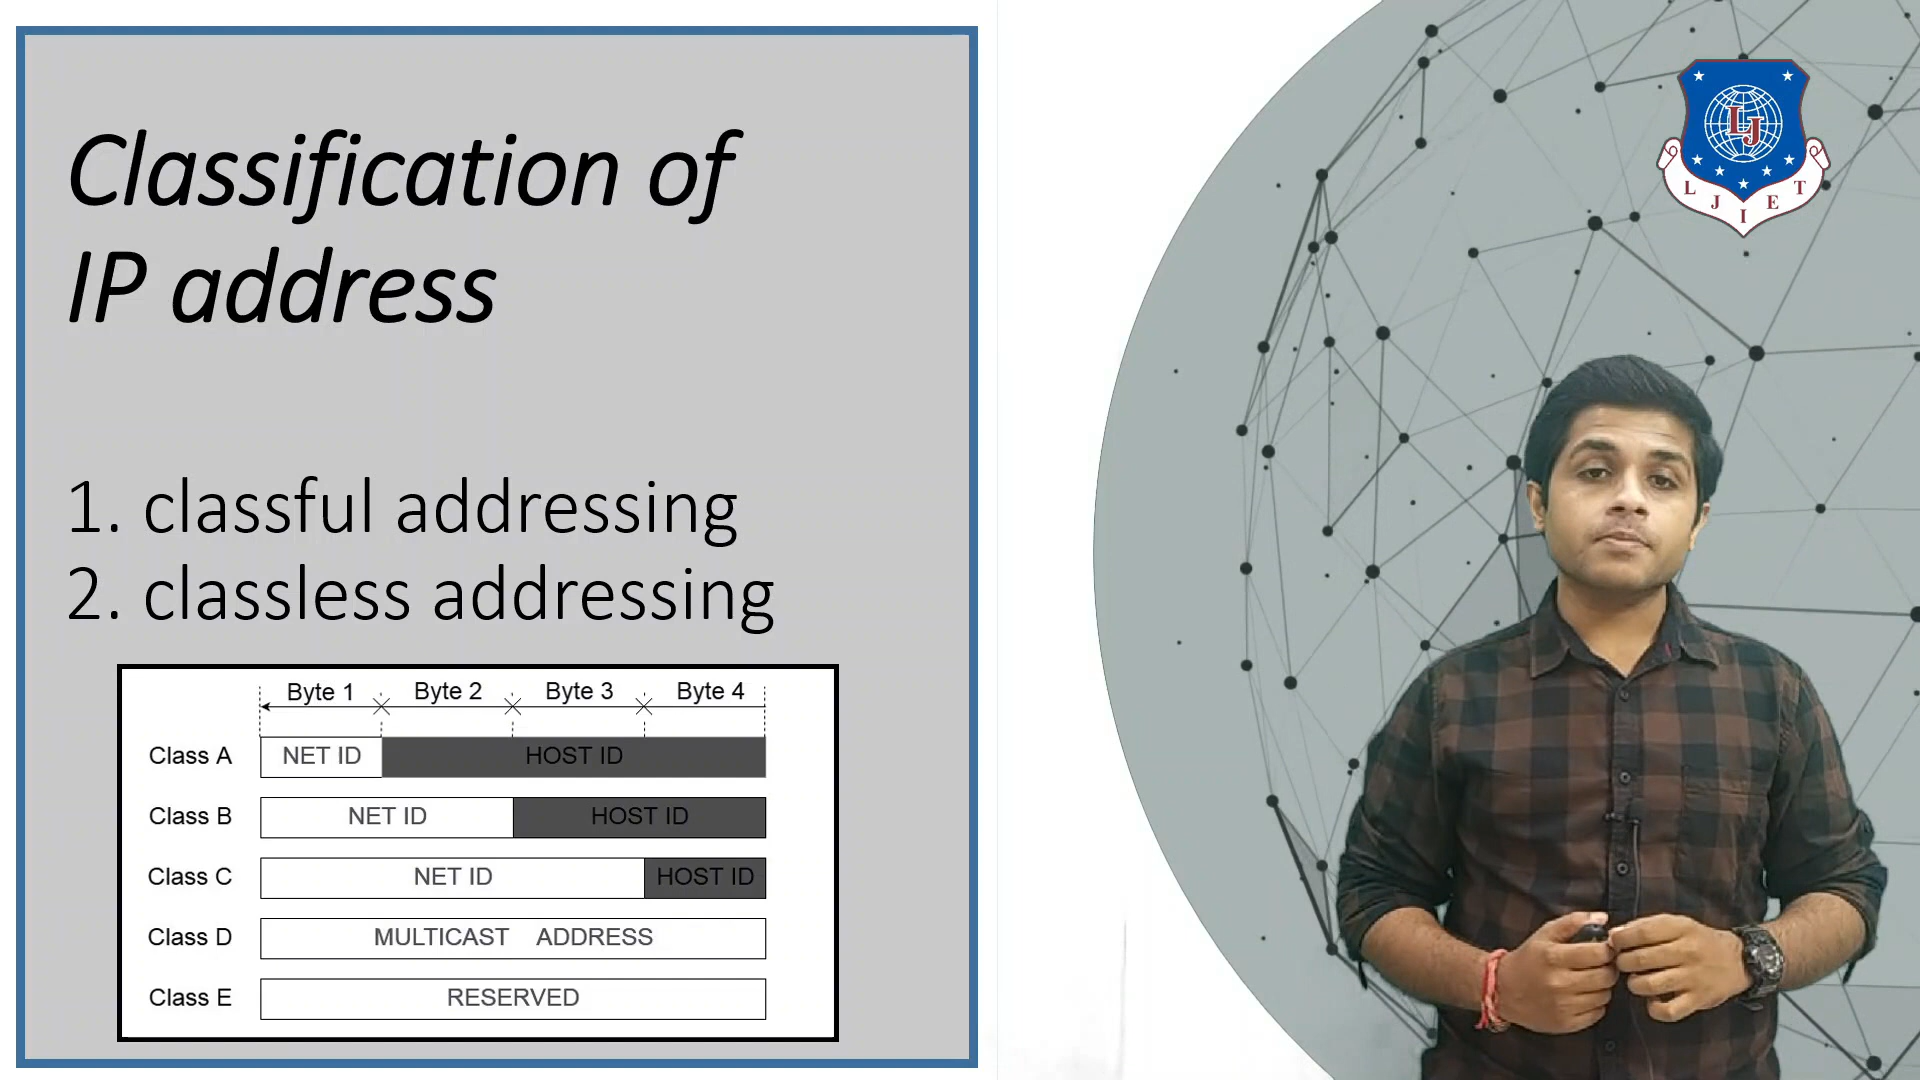 Classification of
IP address
1. classful addressing
2. classless addressing
Byte 1 Byte 2 Byte 3 Byte 4
Class A NET ID HOST ID
Class B NET ID HOST ID
Class C NET ID HOST ID
Class D MULTICAST ADDRESS
Class E RESERVED
LJ
L J I E T